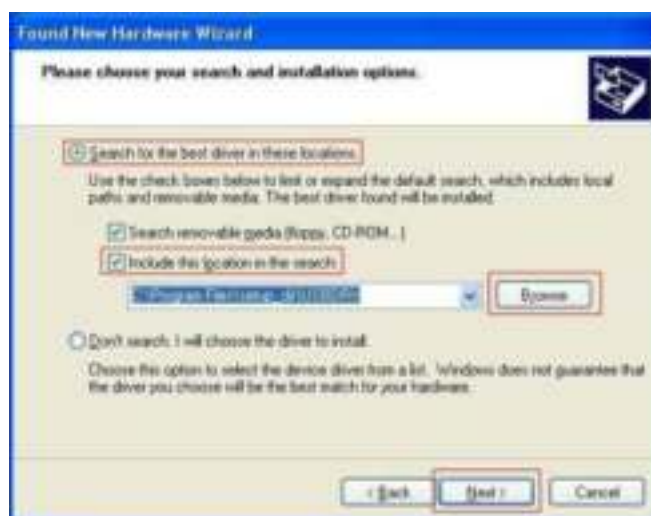 Found New Hardware Wizard
Please choose your search and installation options.
Search for the best driver in these locations.
Use the check boxes below to limit or expand the default search, which includes local
paths and removable media. The best driver found will be installed.
Search removable media (floppy, CD-ROM...)
Include this location in the search:
Browse
Don't search. I will choose the driver to install.
Choose this option to select the device driver from a list. Windows does not guarantee that
the driver you choose will be the best match for your hardware.
< Back
Next >
Cancel